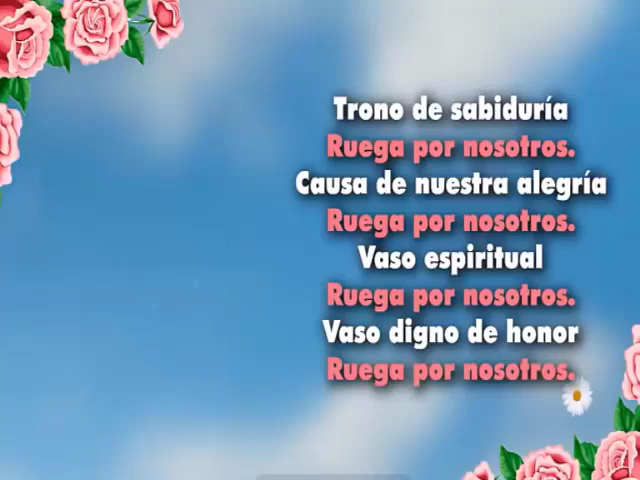 Trono de sabiduría
Ruega por nosotros.
Causa de nuestra alegría
Ruega por nosotros.
Vaso espiritual
Ruega por nosotros.
Vaso digno de honor
Ruega por nosotros.